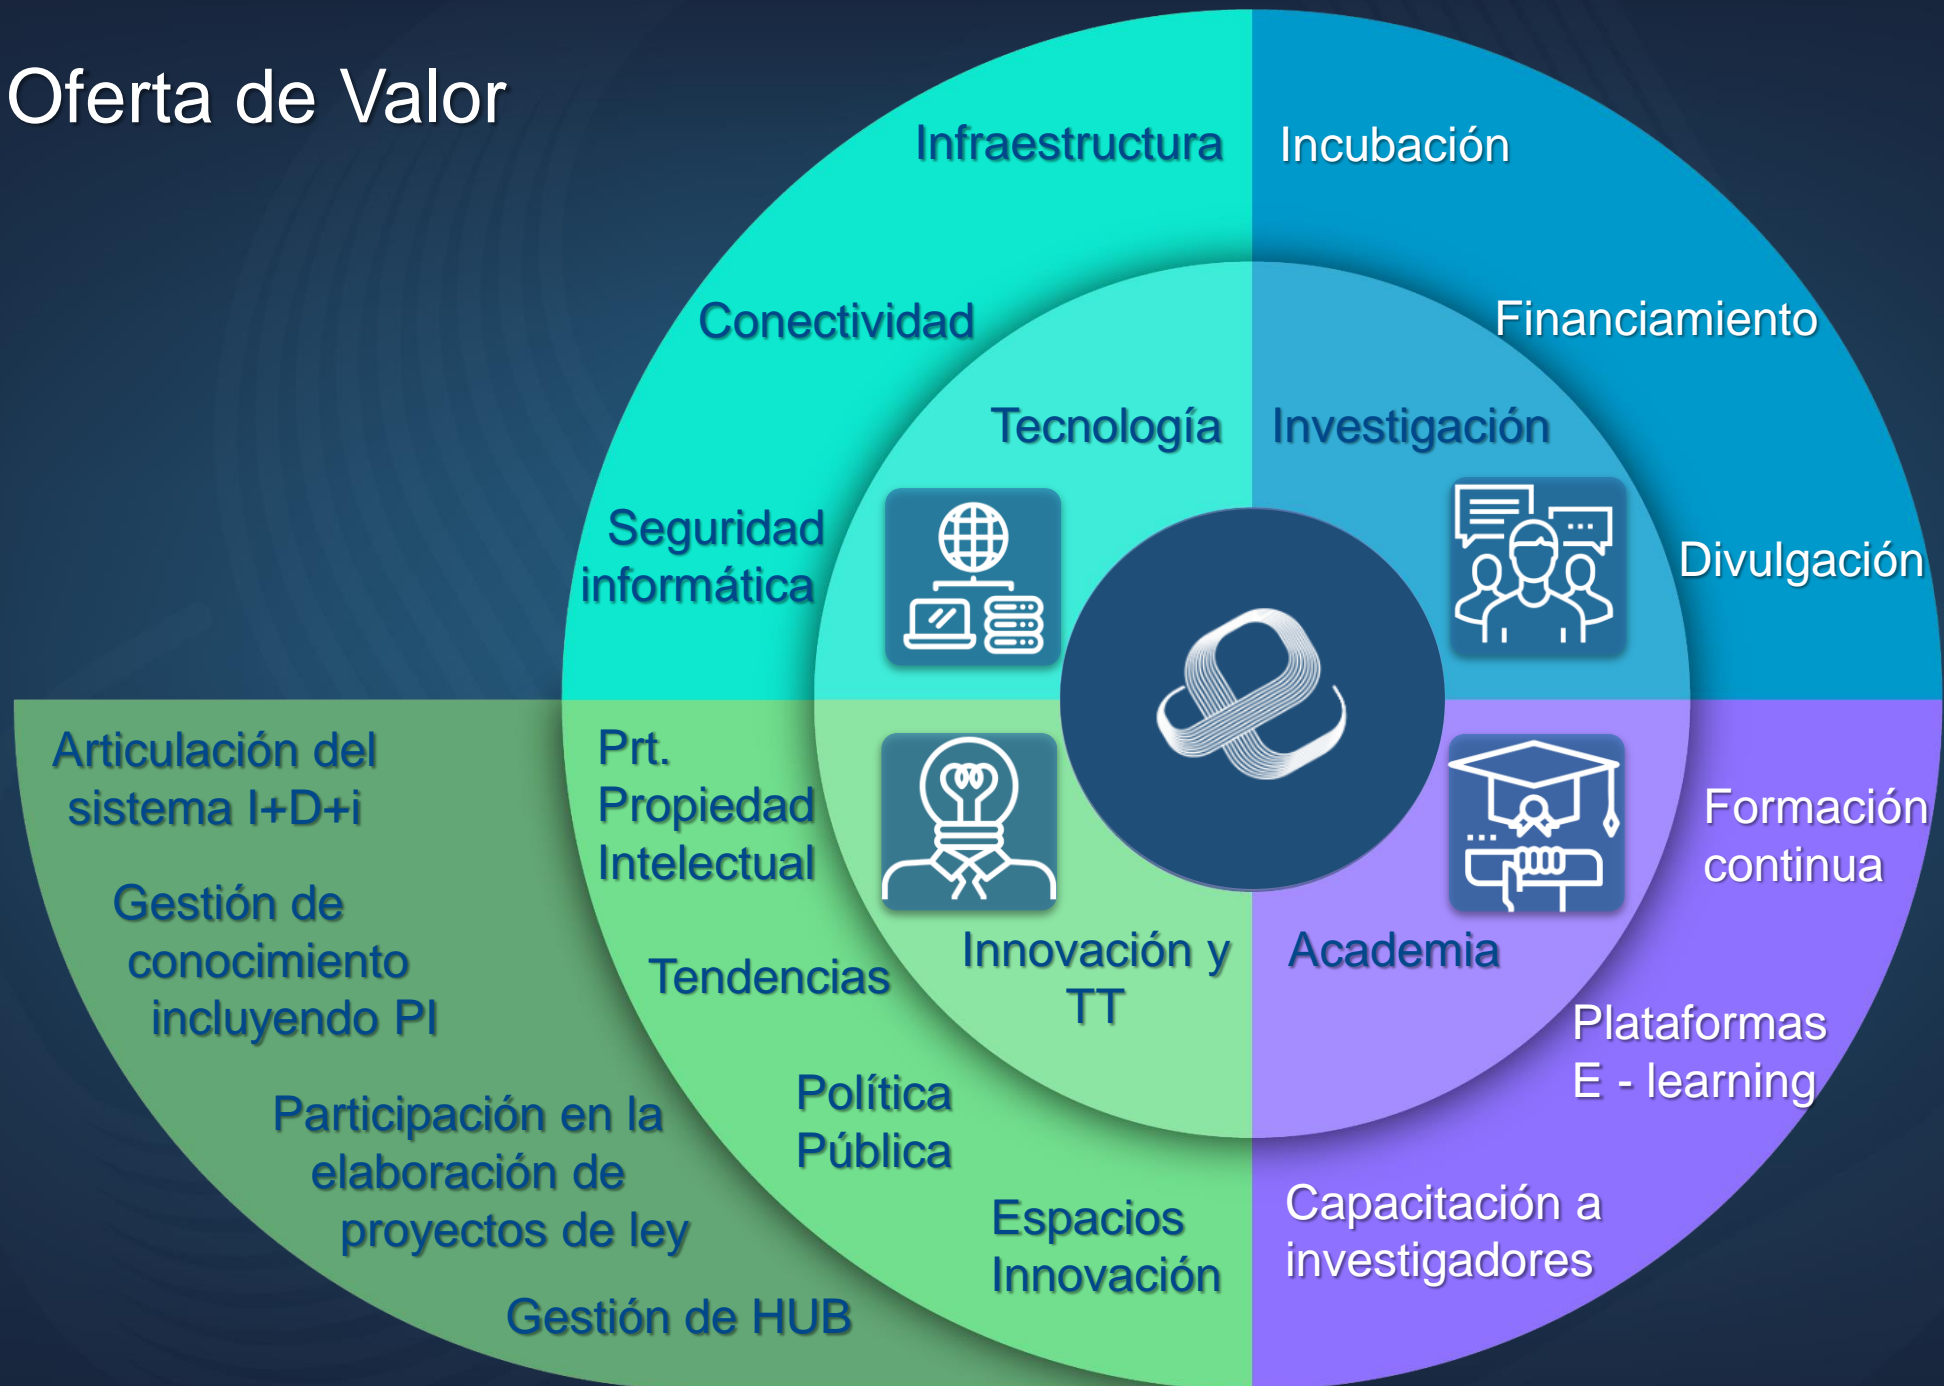 Oferta de Valor
Infraestructura
Incubación
Conectividad
Financiamiento
Tecnología
Investigación
Seguridad
informática
Divulgación
Articulación del
sistema I+D+i
Gestión de
conocimiento
incluyendo PI
Participación en la
elaboración de
proyectos de ley
Gestión de HUB
Prt.
Propiedad
Intelectual
Tendencias
Política
Pública
Espacios
Innovación
Innovación y
TT
Academia
Formación
continua
Plataformas
E - learning
Capacitación a
investigadores